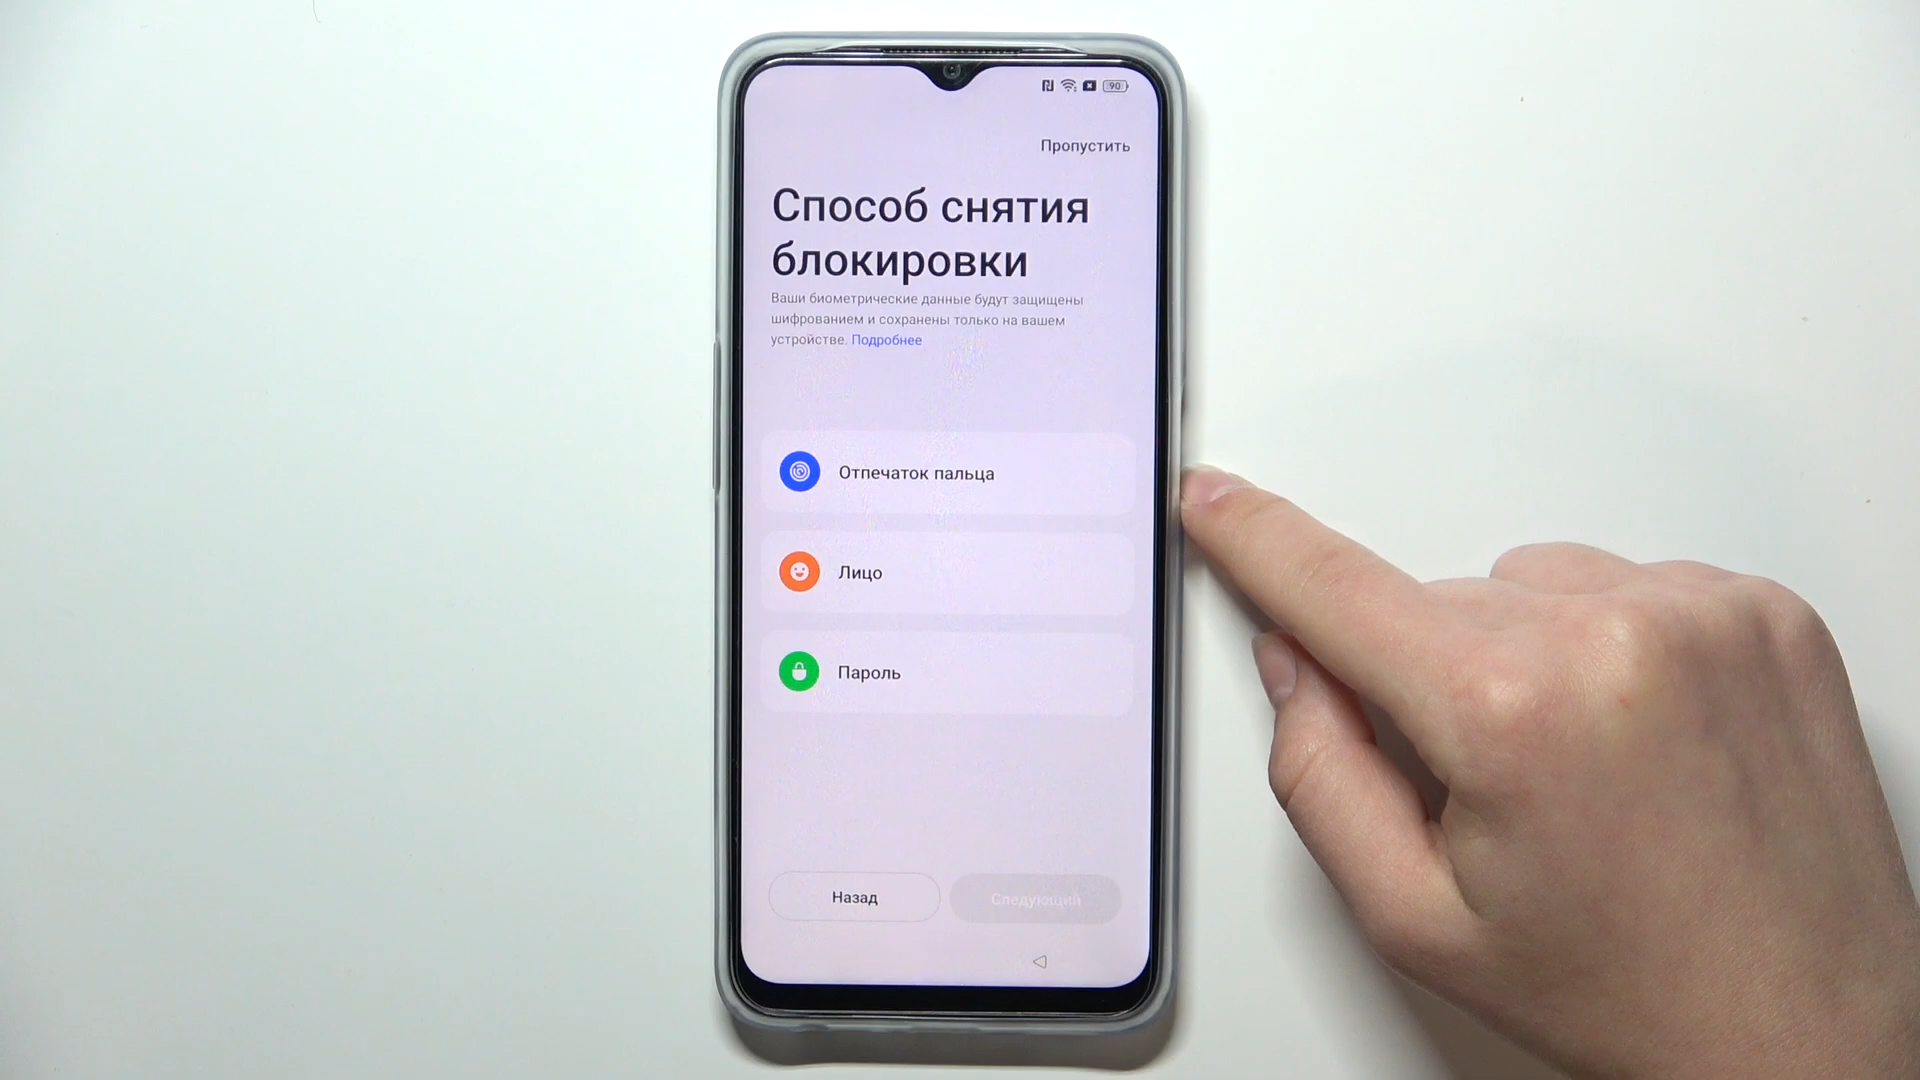 90
Пропустить
Способ снятия
блокировки
Ваши биометрические данные будут защищены
шифрованием и сохранены только на вашем
устройстве. Подробнее
Отпечаток пальца
Лицо
Пароль
Назад
Следующий